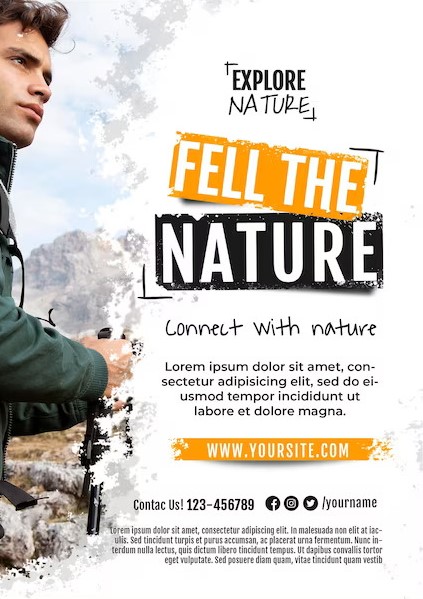 EXPLORE
NATURE
FELL THE
NATURE
Connect with nature
Lorem ipsum dolor sit amet, con-
sectetur adipisicing elit, sed do ei-
usmod tempor incididunt ut
labore et dolore magna.
WWW.YOURSITE.COM
Contac Us! 123-456789 /yourname
Lorem ipsum dolor sit amet, consectetur adipiscing elit. In malesuada non elit at iac-
ulis. Sed tincidunt turpis et purus accumsan, ac placerat urna fermentum. Nunc in-
terdum nulla lectus, quis dictum libero tincidunt tempus. Ut dapibus convallis tortor
eget vulputate. Sed posuere diam quam, vitae tincidunt quam vestib